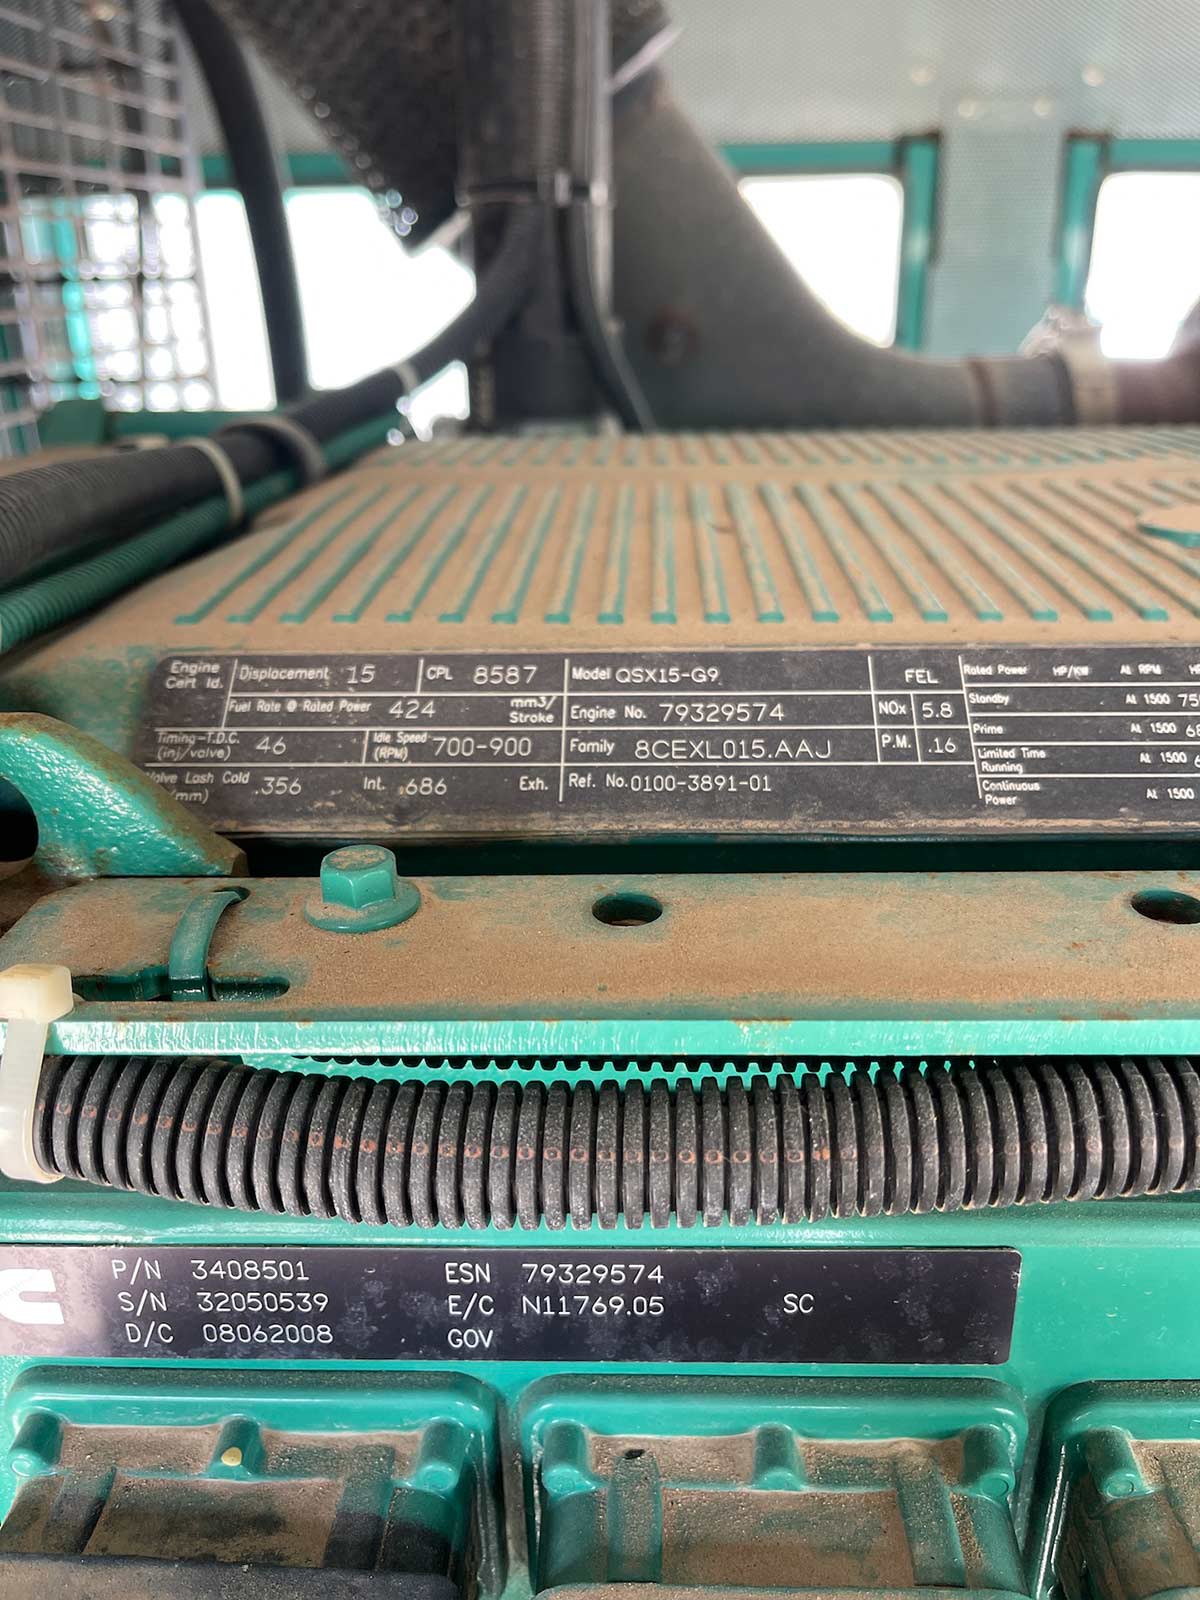 Engine Cert Id. Displacement 15 CPL 8587 Model QSX15-G9 FEL Rated Power HP/KW At RPM
Fuel Rate @ Rated Power 424 mm3/Stroke Engine No. 79329574 NOx 5.8 Standby At 1500
Timing-T.D.C. (inj/valve) 46 Idle Speed (RPM) 700-900 Family 8CEXL015.AAJ P.M. .16 Prime At 1500
Limited Time Running At 1500
Valve Lash Cold (mm) .356 Int. .686 Exh. Ref. No. 0100-3891-01 Continuous Power At 1500
P/N 3408501 ESN 79329574
S/N 32050539 E/C N11769.05 SC
D/C 08062008 GOV